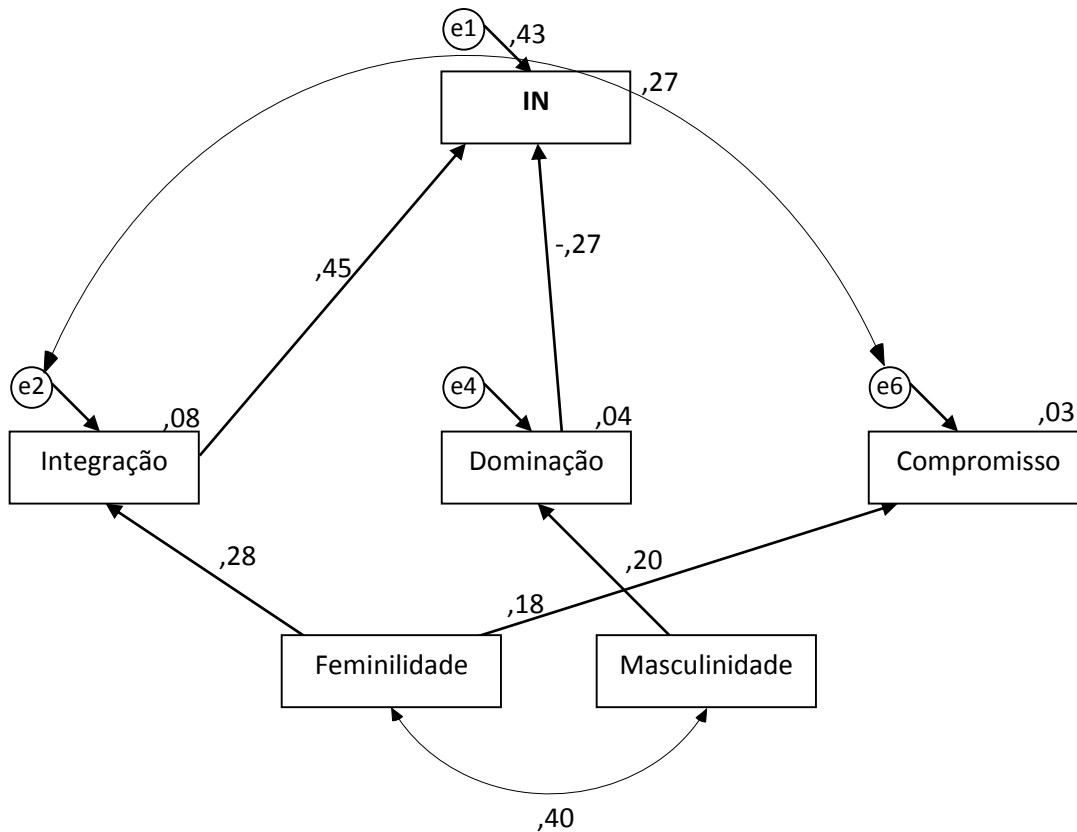 e1
,43
,27
IN
-,27
,45
e2
e4
e6
,08
,04
,03
Integração
Dominação
Compromisso
,28
,20
,18
Feminilidade
Masculinidade
,40